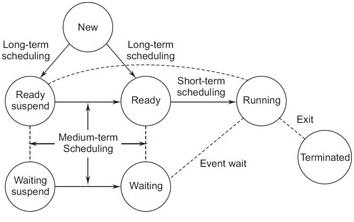 New
Long-term
scheduling
Long-term
scheduling
Short-term
scheduling
Ready
suspend
Ready
Running
Exit
Medium-term
Scheduling
Terminated
Event wait
Waiting
suspend
Waiting